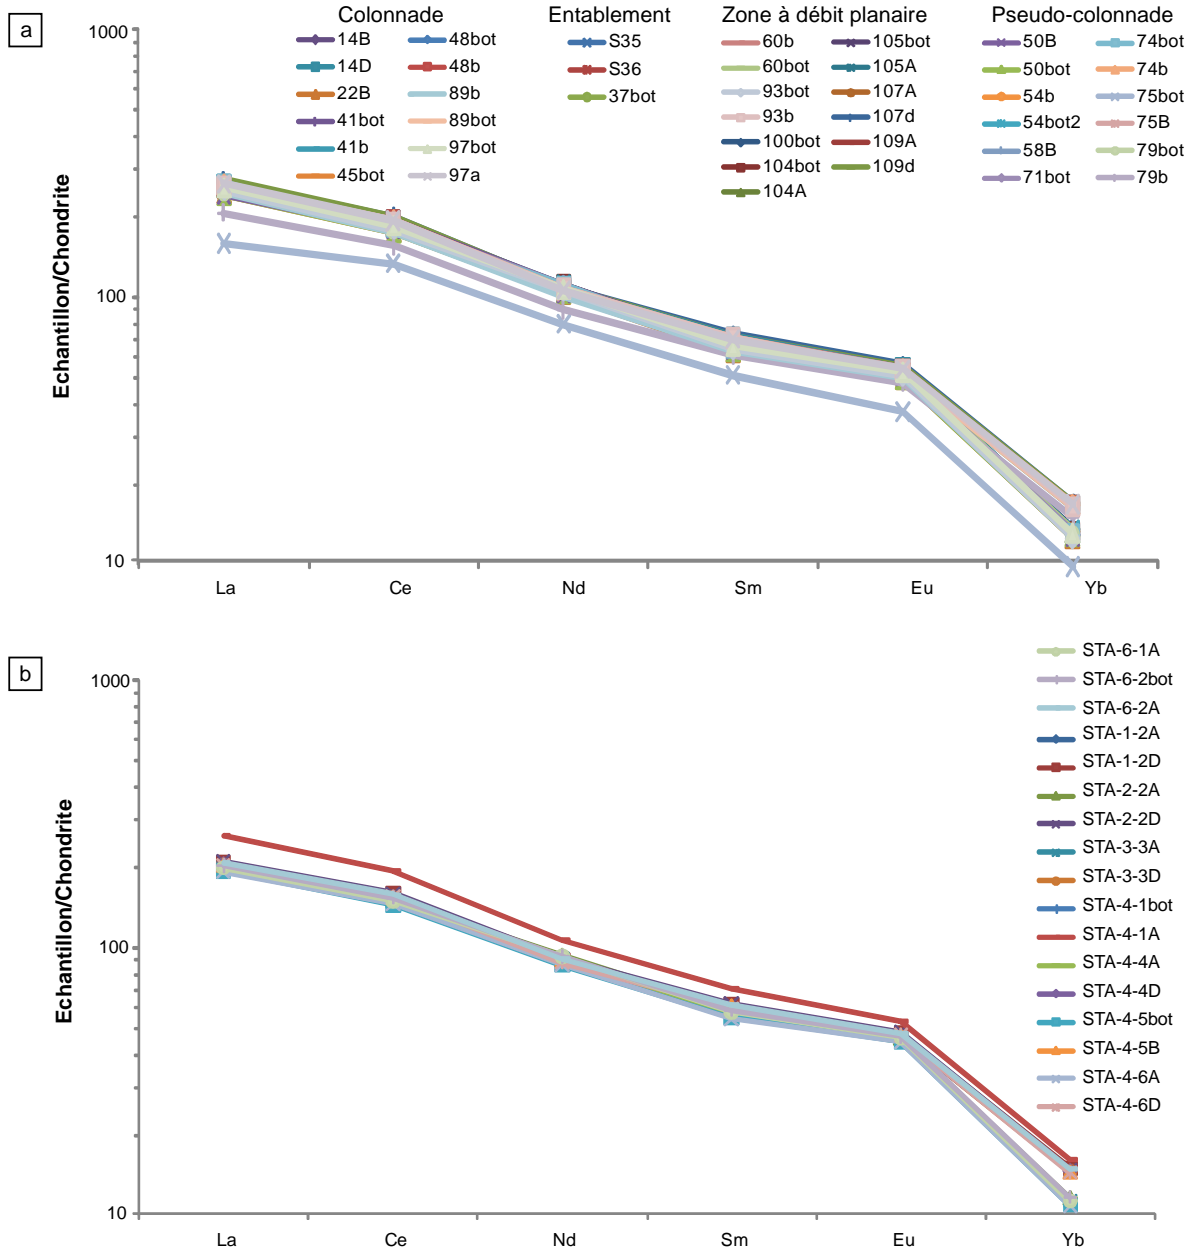 a
Colonnade
14B 48bot
14D 48b
22B 89b
41bot 89bot
41b 97bot
45bot 97a
Entablement
S35
S36
37bot
Zone à débit planaire
60b 105bot
60bot 105A
93bot 107A
93b 107d
100bot 109A
104bot 109d
104A
Pseudo-colonnade
50B 74bot
50bot 74b
54b 75bot
54bot2 75B
58B 79bot
71bot 79b
Echantillon/Chondrite
1000
100
10
La Ce Nd Sm Eu Yb
b
STA-6-1A
STA-6-2bot
STA-6-2A
STA-1-2A
STA-1-2D
STA-2-2A
STA-2-2D
STA-3-3A
STA-3-3D
STA-4-1bot
STA-4-1A
STA-4-4A
STA-4-4D
STA-4-5bot
STA-4-5B
STA-4-6A
STA-4-6D
Echantillon/Chondrite
1000
100
10
La Ce Nd Sm Eu Yb